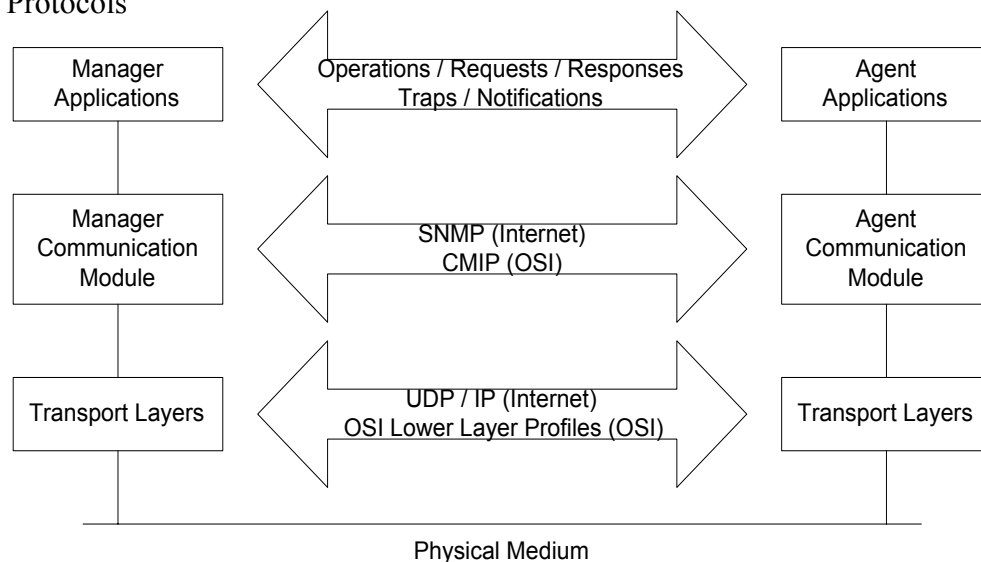 Protocols
Manager
Applications
Operations / Requests / Responses
Traps / Notifications
Agent
Applications
Manager
Communication
Module
SNMP (Internet)
CMIP (OSI)
Agent
Communication
Module
Transport Layers
UDP / IP (Internet)
OSI Lower Layer Profiles (OSI)
Transport Layers
Physical Medium